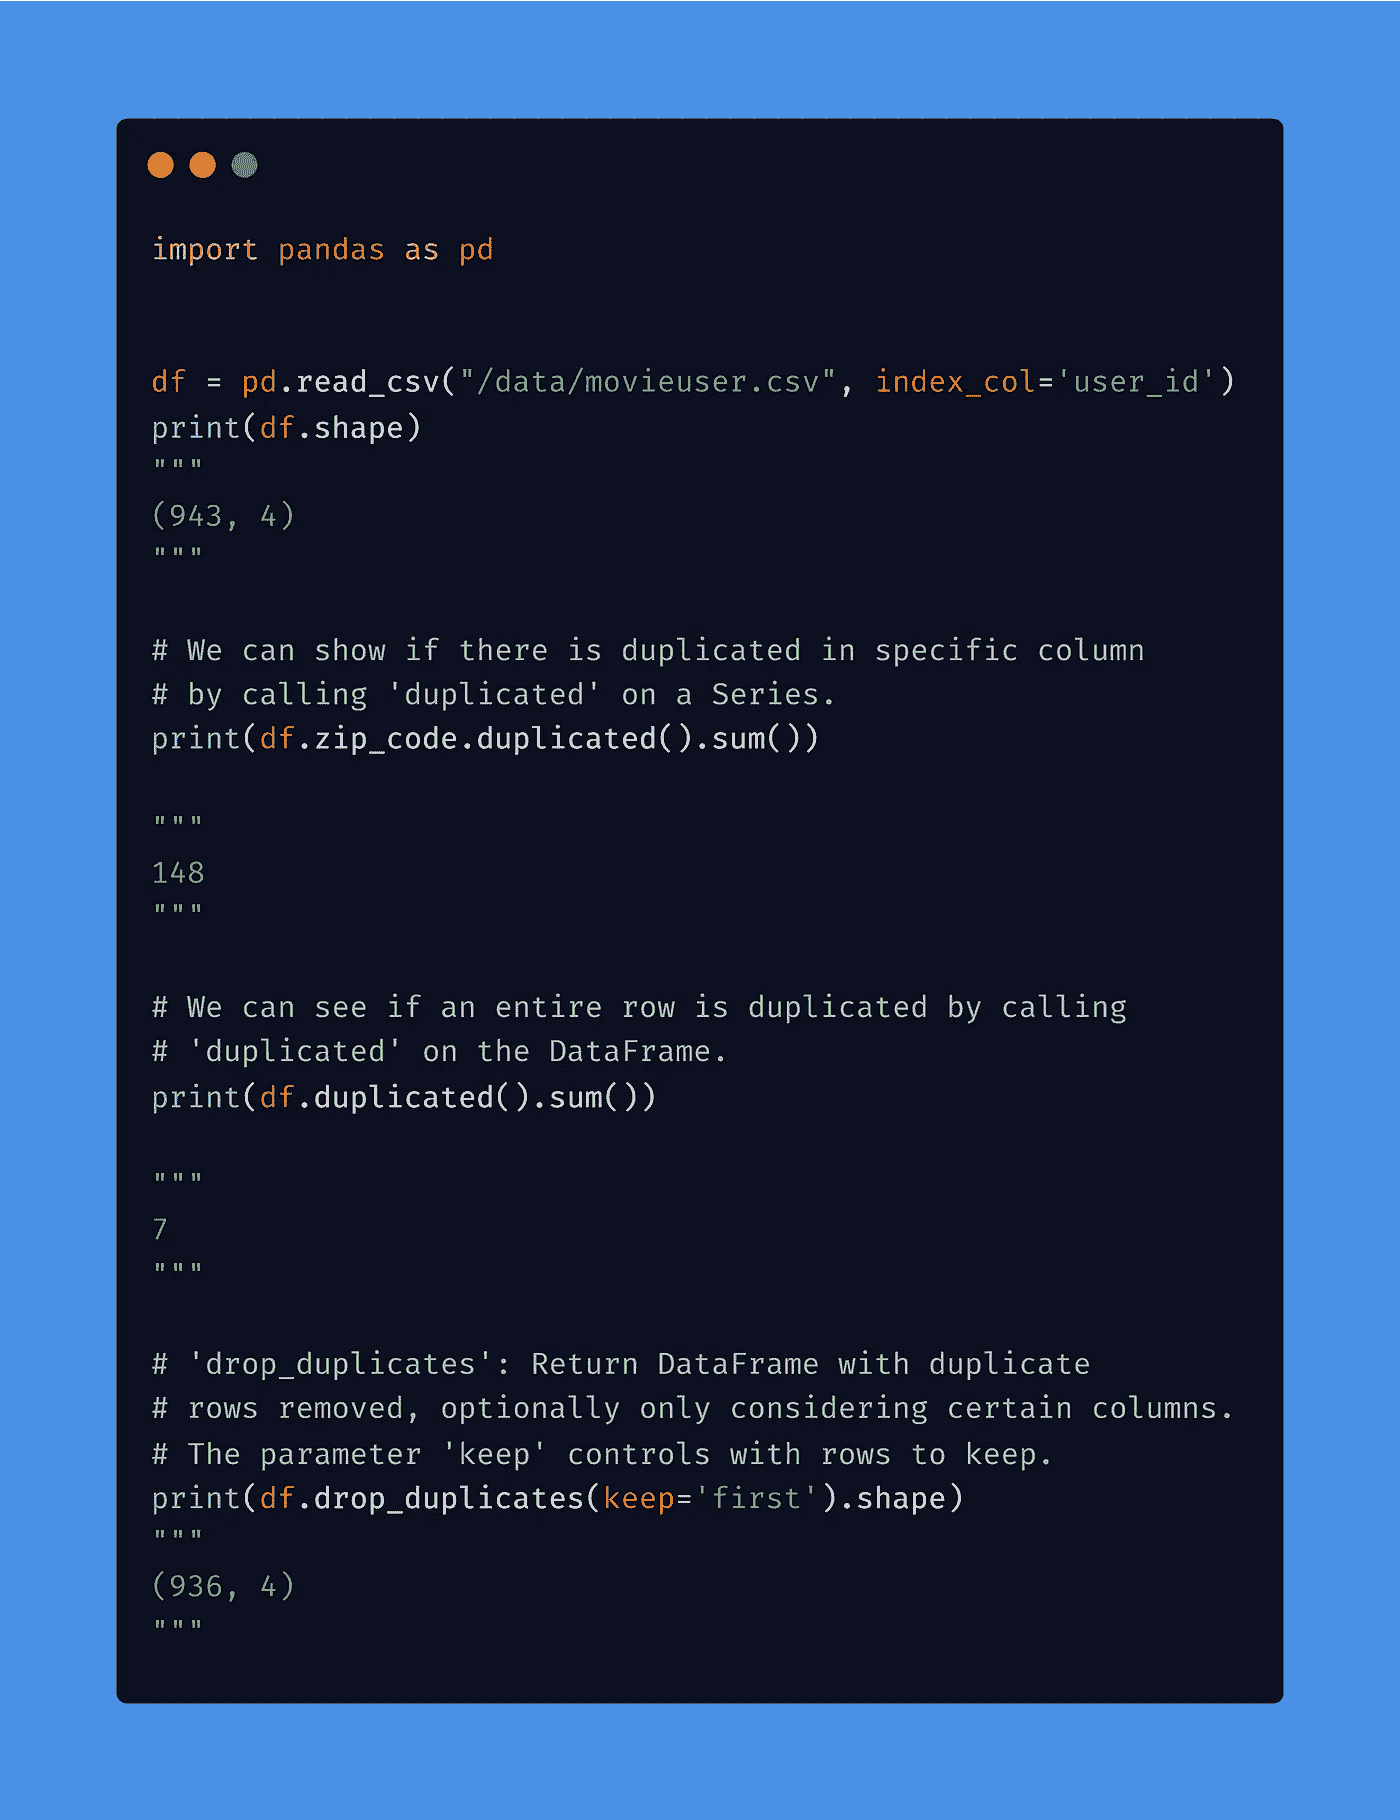 import pandas as pd
df = pd.read_csv("/data/movieuser.csv", index_col='user_id')
print(df.shape)
"""
(943, 4)
"""
# We can show if there is duplicated in specific column
# by calling 'duplicated' on a Series.
print(df.zip_code.duplicated().sum())
"""
148
"""
# We can see if an entire row is duplicated by calling
# 'duplicated' on the DataFrame.
print(df.duplicated().sum())
"""
7
"""
# 'drop_duplicates': Return DataFrame with duplicate
# rows removed, optionally only considering certain columns.
# The parameter 'keep' controls with rows to keep.
print(df.drop_duplicates(keep='first').shape)
"""
(936, 4)
"""